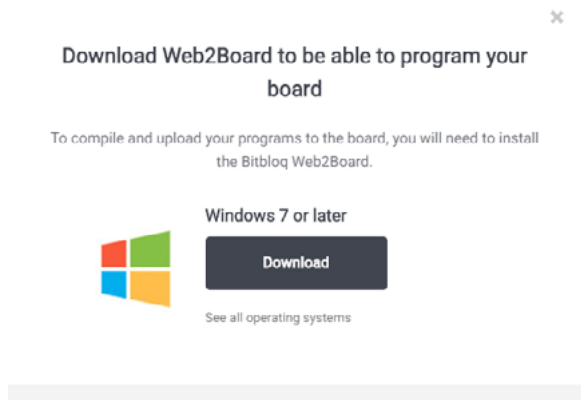 Download Web2Board to be able to program your
board
To compile and upload your programs to the board, you will need to install
the Bitbloq Web2Board.
Windows 7 or later
Download
See all operating systems